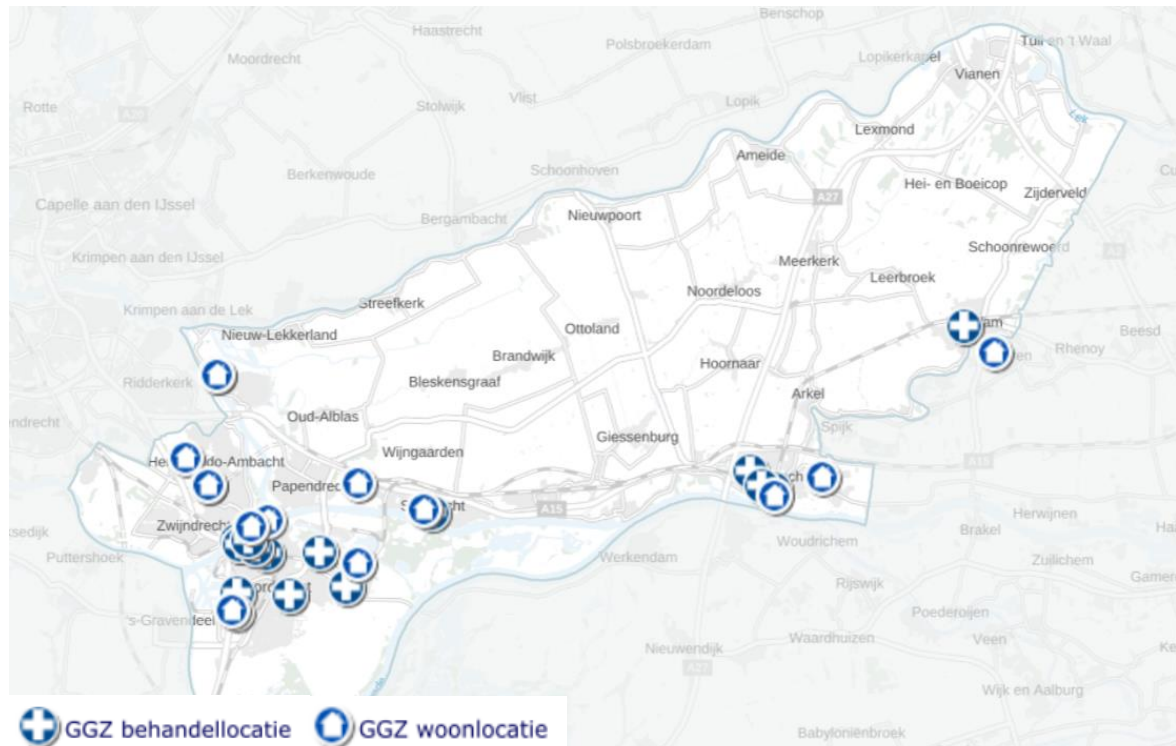 Benschop
Haastrecht
Tull en 't Waal
Polsbroekerdam
Moordrecht
Lopikerkapel
Vianen
Rotte
A20
Stolwijk
Vlist
Lopik
Lek
Lexmond
Ameide
Schoonhoven
Berkenwoude
Hei- en Boeicop
Zijderveld
A27
Capelle aan den IJssel
Bergambacht
Nieuwpoort
Schoonrewoerd
A2
Krimpen aan den IJssel
Meerkerk
Leerbroek
Noordeloos
Streefkerk
Krimpen aan de Lek
Nieuw-Lekkerland
Ottoland
Beesd
Rhenoy
Brandwijk
Hoornaar
Ridderkerk
Bleskensgraaf
Arkel
Oud-Alblas
Spijk
Giessenburg
Wijngaarden
A15
Papendrecht
A15
Herwijnen
Zwijndrecht
Brakel
Woudrichem
Puttershoek
Werkendam
Zuilichem
Rijswijk
's-Gravendeel
Poederoijen
Waardhuizen
Veen
Nieuwendijk
A27
Wijk en Aalburg
Babyloniënbroek
GGZ behandellocatie GGZ woonlocatie